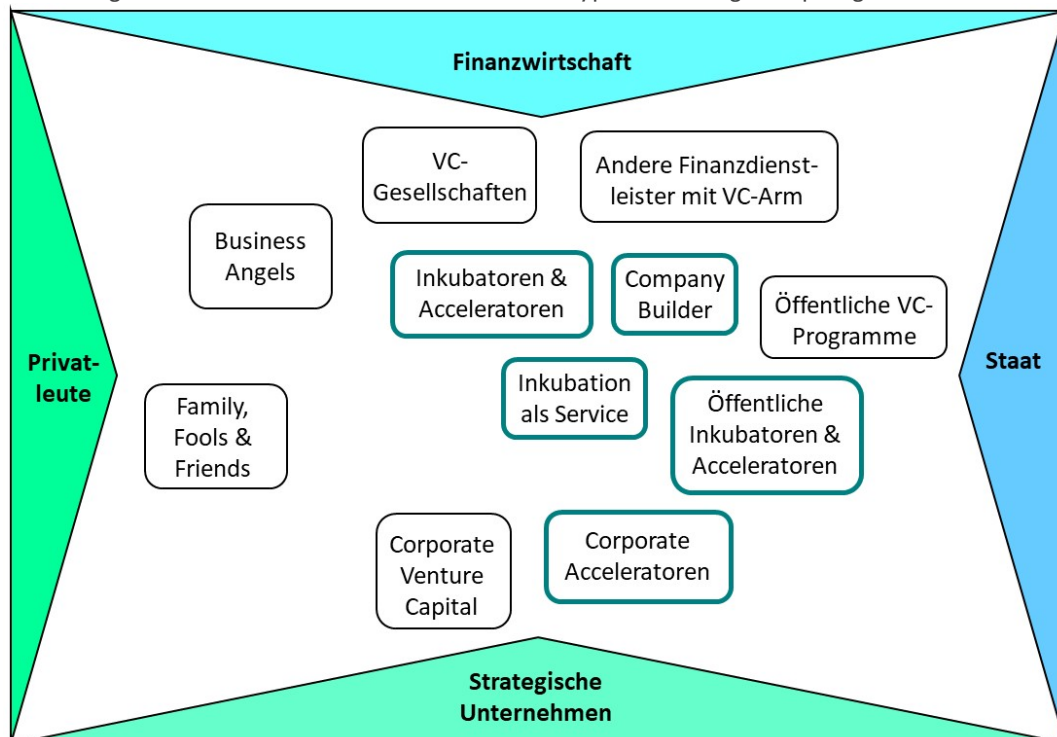 Finanzwirtschaft
VC-
Gesellschaften
Andere Finanzdienst-
leister mit VC-Arm
Business
Angels
Inkubatoren &
Acceleratoren
Company
Builder
Öffentliche VC-
Programme
Privat-
leute
Staat
Inkubation
als Service
Öffentliche
Inkubatoren &
Acceleratoren
Family,
Fools &
Friends
Corporate
Venture
Capital
Corporate
Acceleratoren
Strategische
Unternehmen